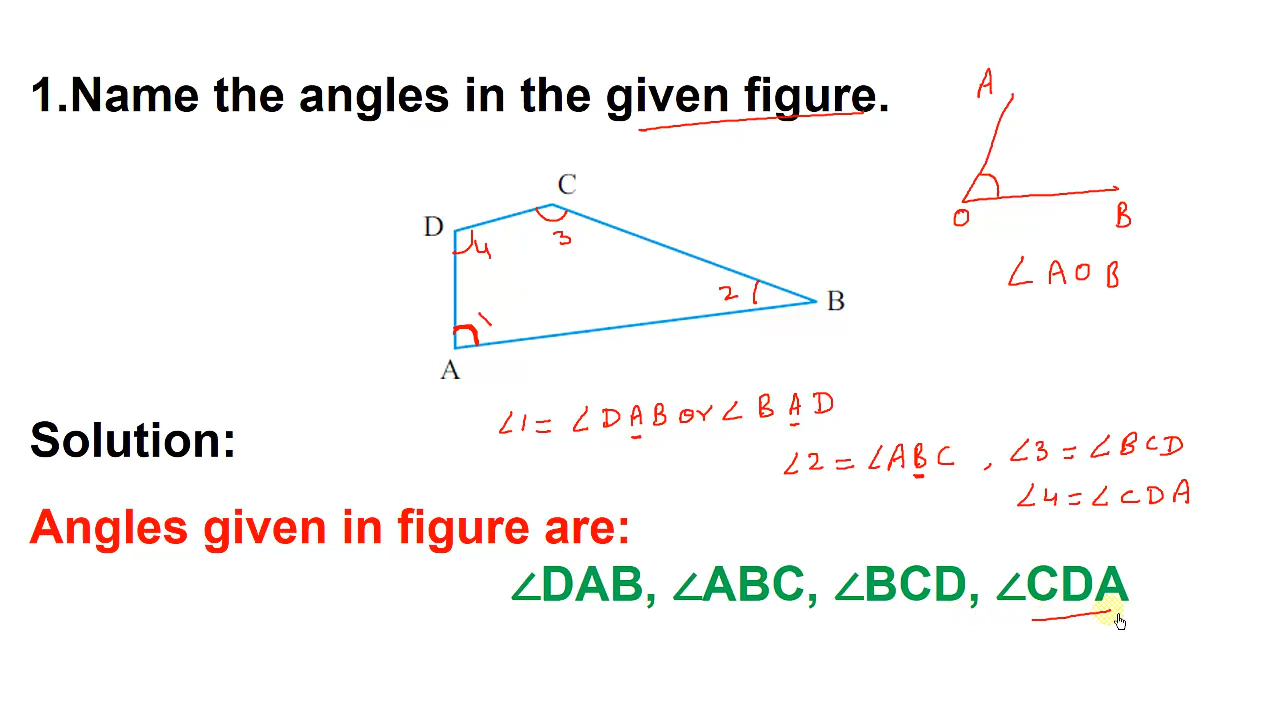 1.Name the angles in the given figure.
A
O
B
∠AOB
C
D
4
3
2
B
1
A
∠1 = ∠DAB or ∠BAD
∠2 = ∠ABC , ∠3 = ∠BCD
∠4 = ∠CDA
Solution:
Angles given in figure are:
∠DAB, ∠ABC, ∠BCD, ∠CDA